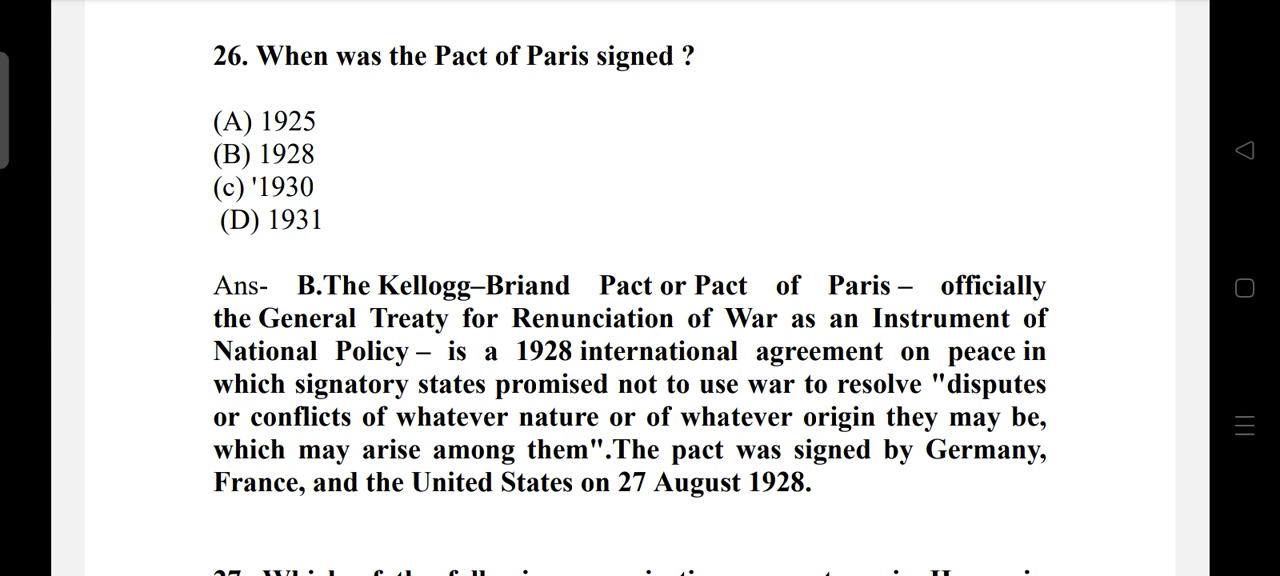 26. When was the Pact of Paris signed ?
(A) 1925
(B) 1928
(c) '1930
(D) 1931
Ans- B.The Kellogg–Briand Pact or Pact of Paris – officially
the General Treaty for Renunciation of War as an Instrument of
National Policy – is a 1928 international agreement on peace in
which signatory states promised not to use war to resolve "disputes
or conflicts of whatever nature or of whatever origin they may be,
which may arise among them".The pact was signed by Germany,
France, and the United States on 27 August 1928.